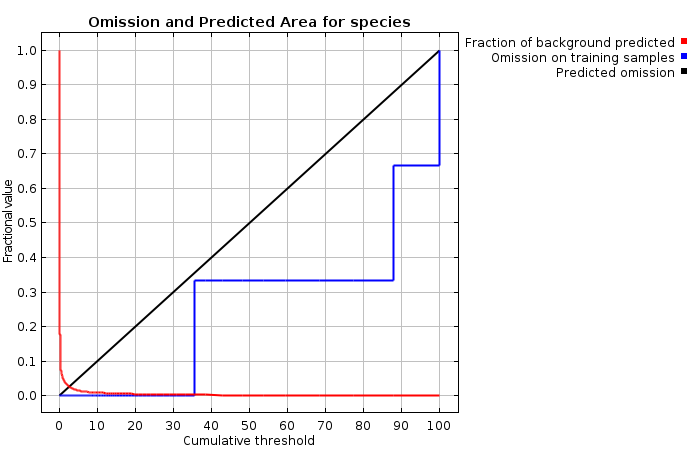 Omission and Predicted Area for species
Fraction of background predicted
Omission on training samples
Predicted omission
1.0
0.9
0.8
0.7
0.6
0.5
0.4
0.3
0.2
0.1
0.0
Fractional value
0 10 20 30 40 50 60 70 80 90 100
Cumulative threshold